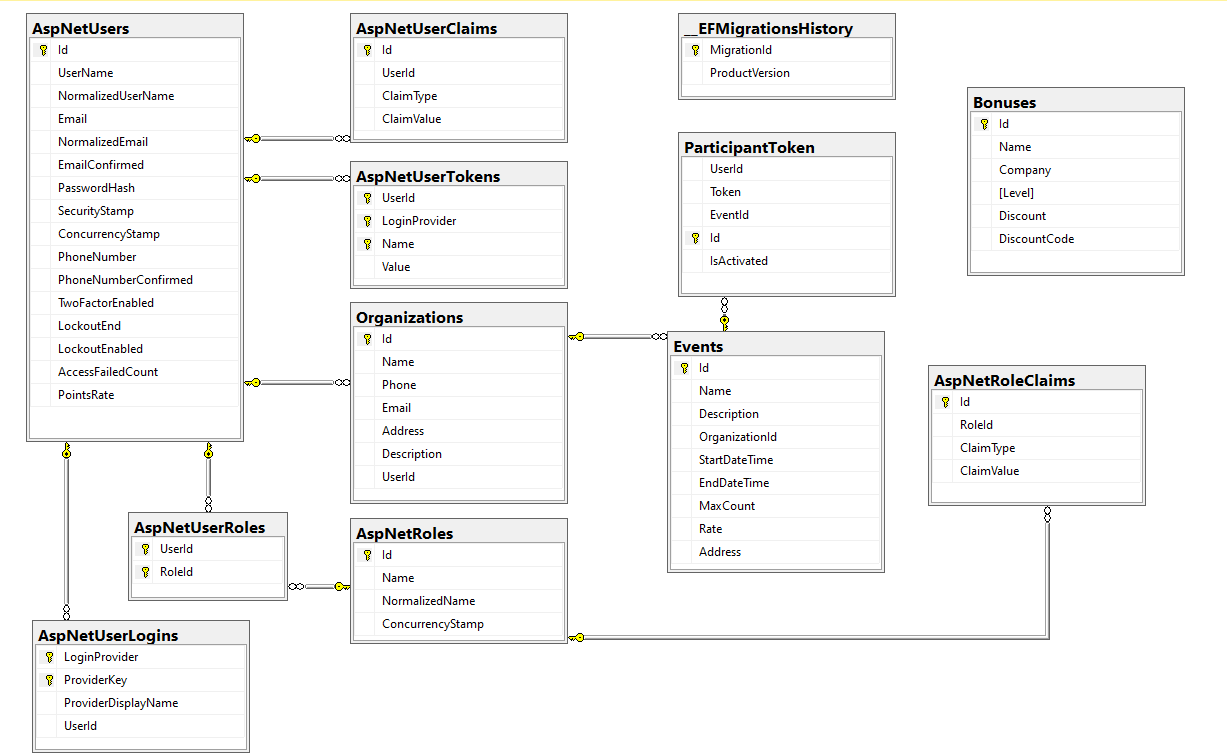 AspNetUsers
Id
UserName
NormalizedUserName
Email
NormalizedEmail
EmailConfirmed
PasswordHash
SecurityStamp
ConcurrencyStamp
PhoneNumber
PhoneNumberConfirmed
TwoFactorEnabled
LockoutEnd
LockoutEnabled
AccessFailedCount
PointsRate
AspNetUserClaims
Id
UserId
ClaimType
ClaimValue
__EFMigrationsHistory
MigrationId
ProductVersion
Bonuses
Id
Name
Company
[Level]
Discount
DiscountCode
ParticipantToken
UserId
Token
EventId
Id
IsActivated
AspNetUserTokens
UserId
LoginProvider
Name
Value
Organizations
Id
Name
Phone
Email
Address
Description
UserId
Events
Id
Name
Description
OrganizationId
StartDateTime
EndDateTime
MaxCount
Rate
Address
AspNetRoleClaims
Id
RoleId
ClaimType
ClaimValue
AspNetUserRoles
UserId
RoleId
AspNetRoles
Id
Name
NormalizedName
ConcurrencyStamp
AspNetUserLogins
LoginProvider
ProviderKey
ProviderDisplayName
UserId